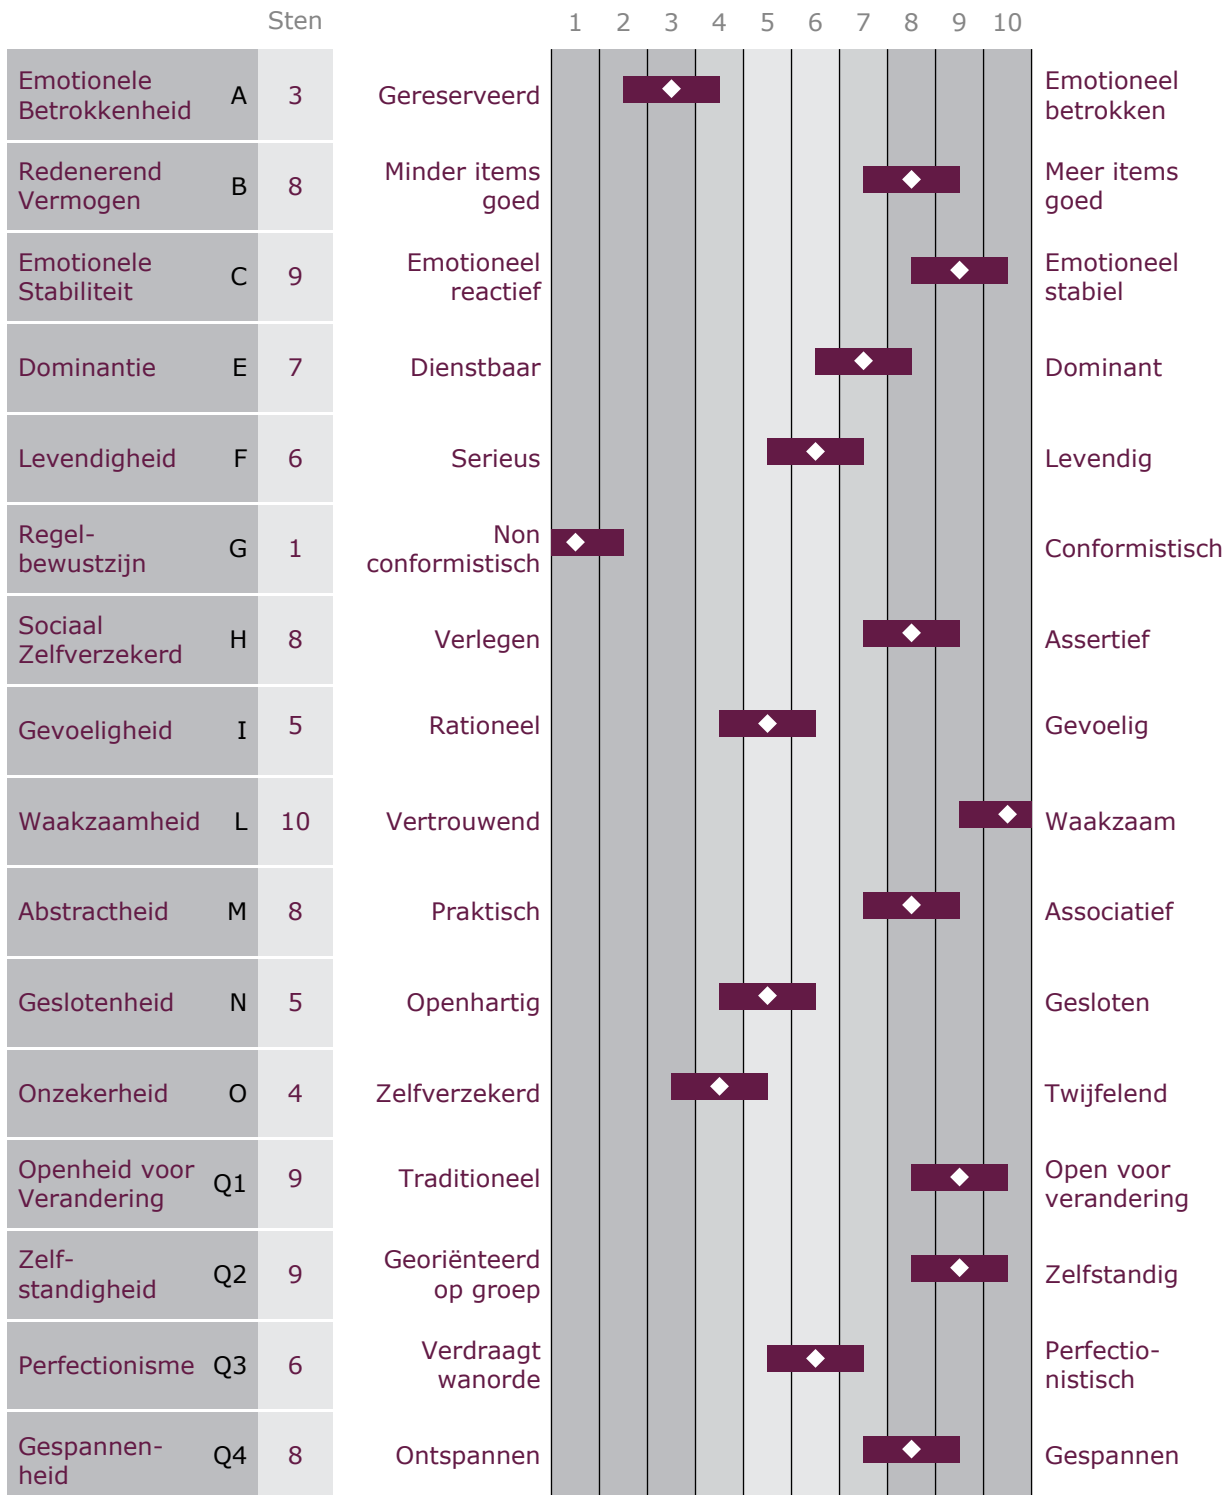 Sten 1 2 3 4 5 6 7 8 9 10
Emotionele
Betrokkenheid A 3 Gereserveerd Emotioneel
betrokken
Redenerend
Vermogen B 8 Minder items
goed Meer items
goed
Emotionele
Stabiliteit C 9 Emotioneel
reactief Emotioneel
stabiel
Dominantie E 7 Dienstbaar Dominant
Levendigheid F 6 Serieus Levendig
Regel-
bewustzijn G 1 Non
conformistisch Conformistisch
Sociaal
Zelfverzekerd H 8 Verlegen Assertief
Gevoeligheid I 5 Rationeel Gevoelig
Waakzaamheid L 10 Vertrouwend Waakzaam
Abstractheid M 8 Praktisch Associatief
Geslotenheid N 5 Openhartig Gesloten
Onzekerheid O 4 Zelfverzekerd Twijfelend
Openheid voor
Verandering Q1 9 Traditioneel Open voor
verandering
Zelf-
standigheid Q2 9 Georiënteerd
op groep Zelfstandig
Perfectionisme Q3 6 Verdraagt
wanorde Perfectio-
nistisch
Gespannen-
heid Q4 8 Ontspannen Gespannen